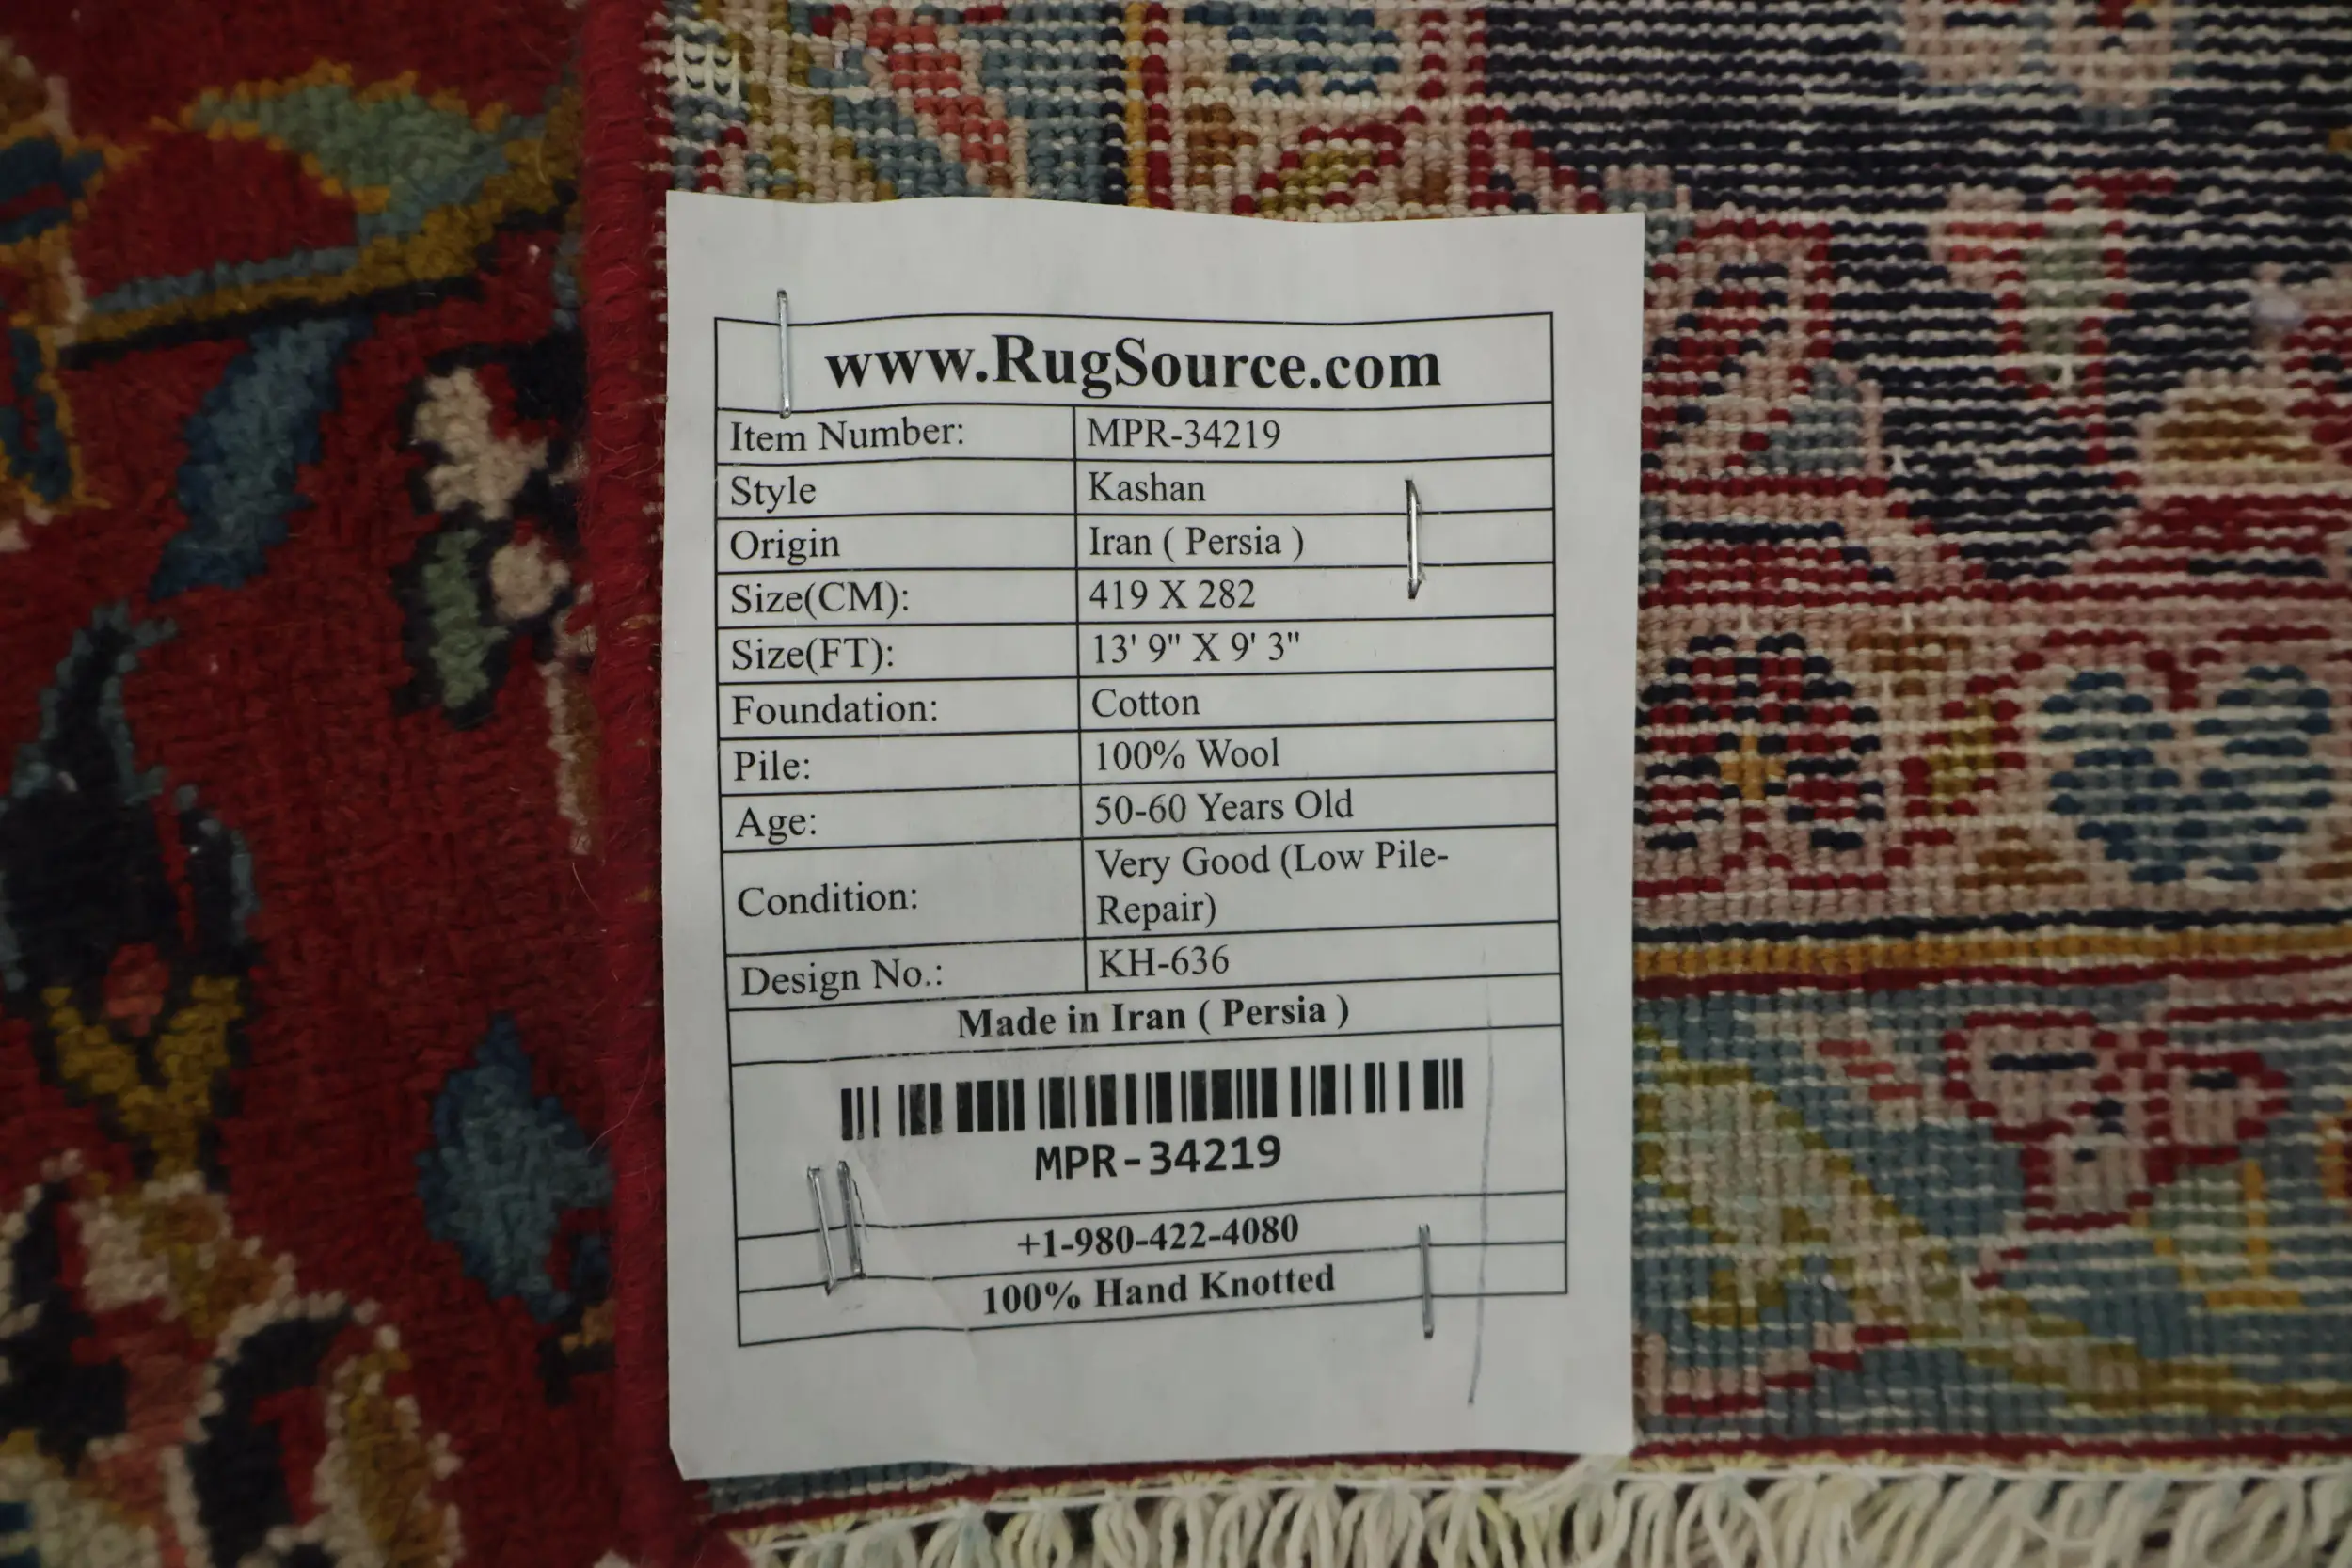 www.RugSource.com
Item Number: MPR-34219
Style Kashan
Origin Iran ( Persia )
Size(CM): 419 X 282
Size(FT): 13' 9" X 9' 3"
Foundation: Cotton
Pile: 100% Wool
Age: 50-60 Years Old
Condition: Very Good (Low Pile-
Repair)
Design No.: KH-636
Made in Iran ( Persia )
MPR-34219
+1-980-422-4080
100% Hand Knotted